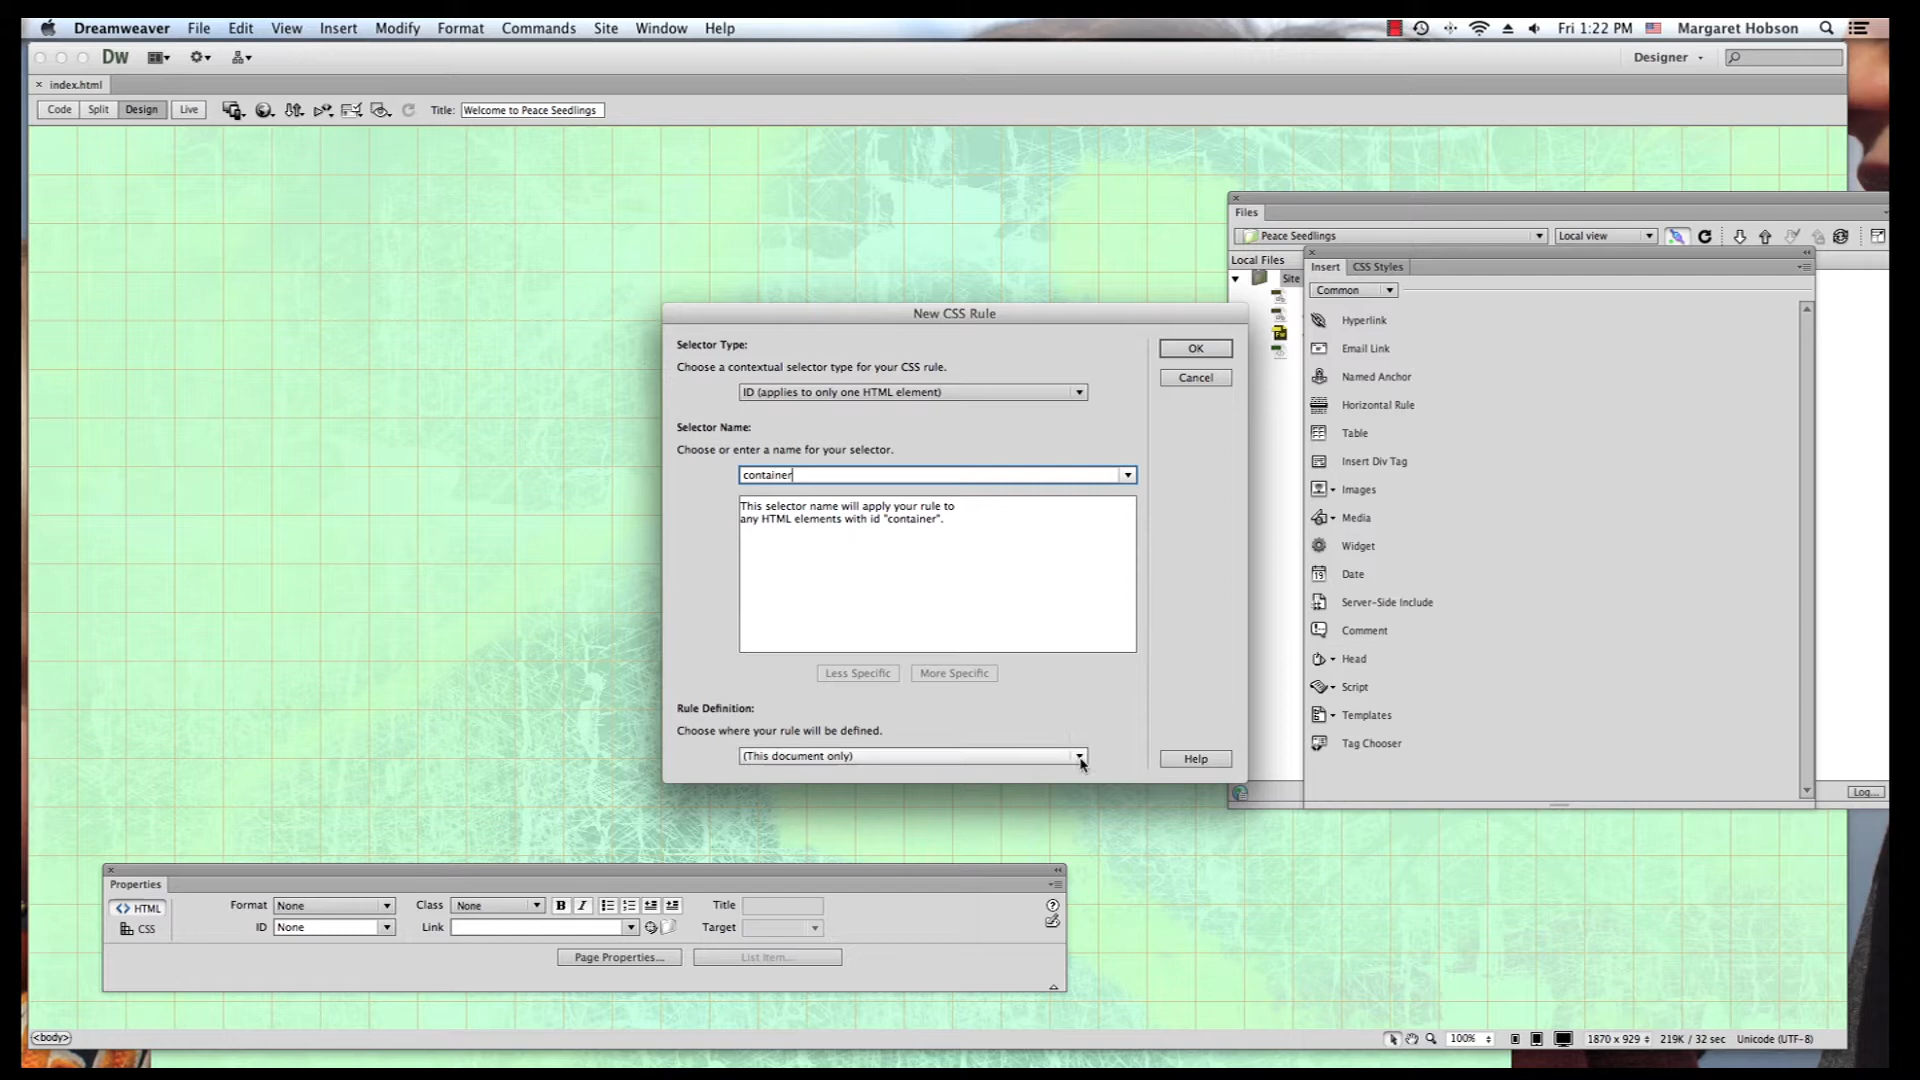 Dreamweaver File Edit View Insert Modify Format Commands Site Window Help
Fri 1:22 PM Margaret Hobson
Dw
Designer
index.html
Code Split Design Live Title: Welcome to Peace Seedlings
Files
Peace Seedlings Local view
Local Files
Site
Insert CSS Styles
Common
Hyperlink
Email Link
Named Anchor
Horizontal Rule
Table
Insert Div Tag
Images
Media
Widget
19 Date
Server-Side Include
Comment
Head
Script
Templates
Tag Chooser
Log...
New CSS Rule
Selector Type:
Choose a contextual selector type for your CSS rule.
ID (applies to only one HTML element)
Selector Name:
Choose or enter a name for your selector.
container
This selector name will apply your rule to
any HTML elements with id "container".
Less Specific More Specific
Rule Definition:
Choose where your rule will be defined.
(This document only)
OK
Cancel
Help
Properties
<> HTML Format None Class None B I Title
CSS ID None Link Target
Page Properties... List Item...
<body>
100% 1870 x 929 219K / 32 sec Unicode (UTF-8)